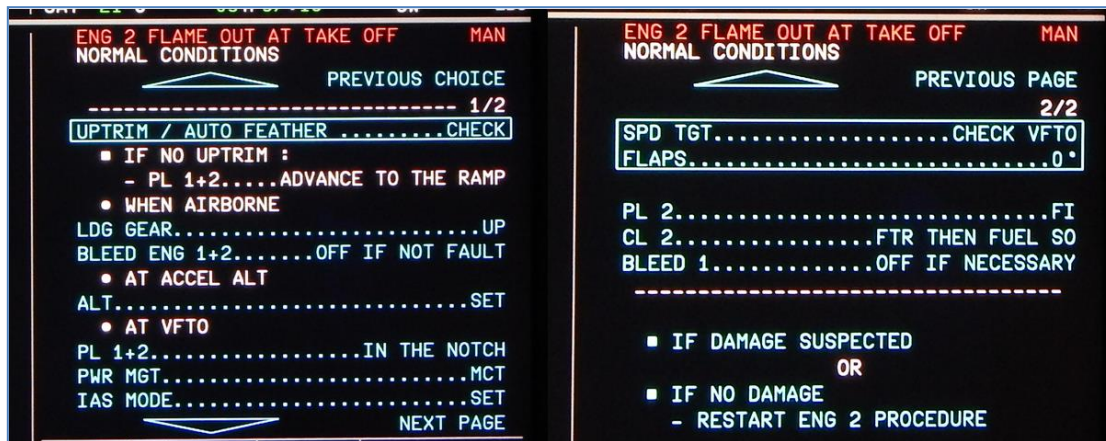 ENG 2 FLAME OUT AT TAKE OFF MAN
NORMAL CONDITIONS
PREVIOUS CHOICE
1/2
UPTRIM / AUTO FEATHER .........CHECK
IF NO UPTRIM :
- PL 1+2.....ADVANCE TO THE RAMP
WHEN AIRBORNE
LDG GEAR............................UP
BLEED ENG 1+2.......OFF IF NOT FAULT
AT ACCEL ALT
ALT...............................SET
AT VFTO
PL 1+2..................IN THE NOTCH
PWR MGT...........................MCT
IAS MODE..........................SET
NEXT PAGE
ENG 2 FLAME OUT AT TAKE OFF MAN
NORMAL CONDITIONS
PREVIOUS PAGE
2/2
SPD TGT....................CHECK VFTO
FLAPS...............................0°
PL 2................................FI
CL 2.................FTR THEN FUEL SO
BLEED 1..............OFF IF NECESSARY
IF DAMAGE SUSPECTED
OR
IF NO DAMAGE
- RESTART ENG 2 PROCEDURE